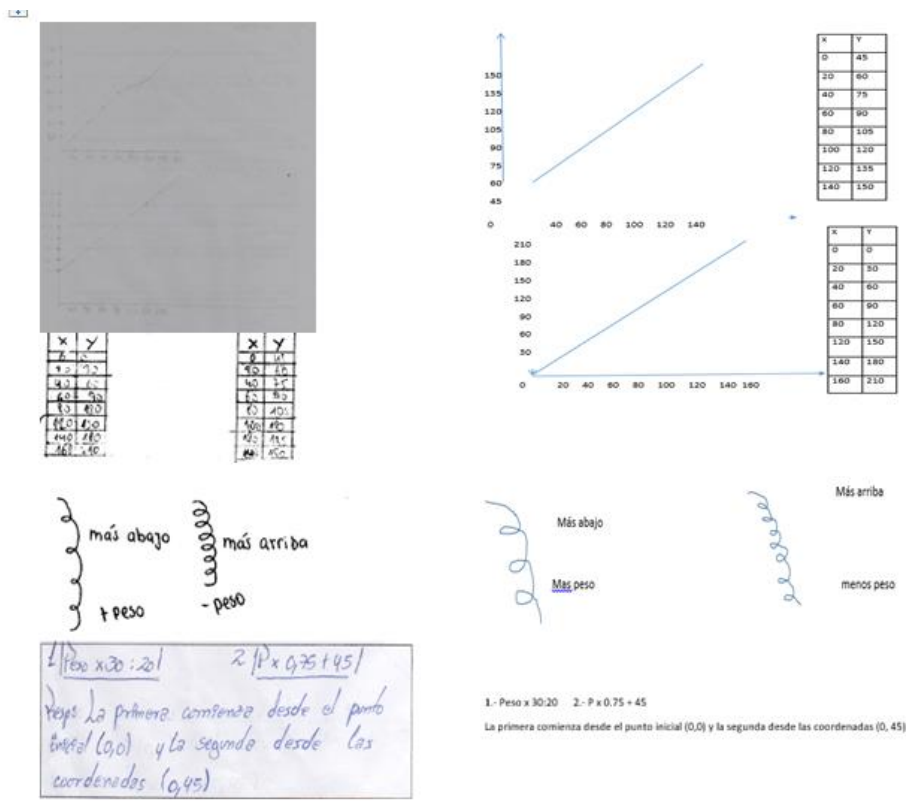 150
135
120
105
90
75
60
45
0 40 60 80 100 120 140
X Y
0 45
20 60
40 75
60 90
80 105
100 120
120 135
140 150
210
180
150
120
90
60
30
0 20 40 60 80 120 140 160
X Y
0 0
20 30
40 60
60 90
80 120
120 150
140 180
160 210
X Y
60 90
X Y
40 75
más abajo
+ peso
más arriba
- peso
Más abajo
Mas peso
Más arriba
menos peso
1 |Peso x30:20| 2 |P x 0,75+45|
Resp: La primera comienza desde el punto
inicial (0,0) y la segunda desde las
coordenadas (0,45)
1.- Peso x 30:20 2.- P x 0.75 + 45
La primera comienza desde el punto inicial (0,0) y la segunda desde las coordenadas (0, 45)